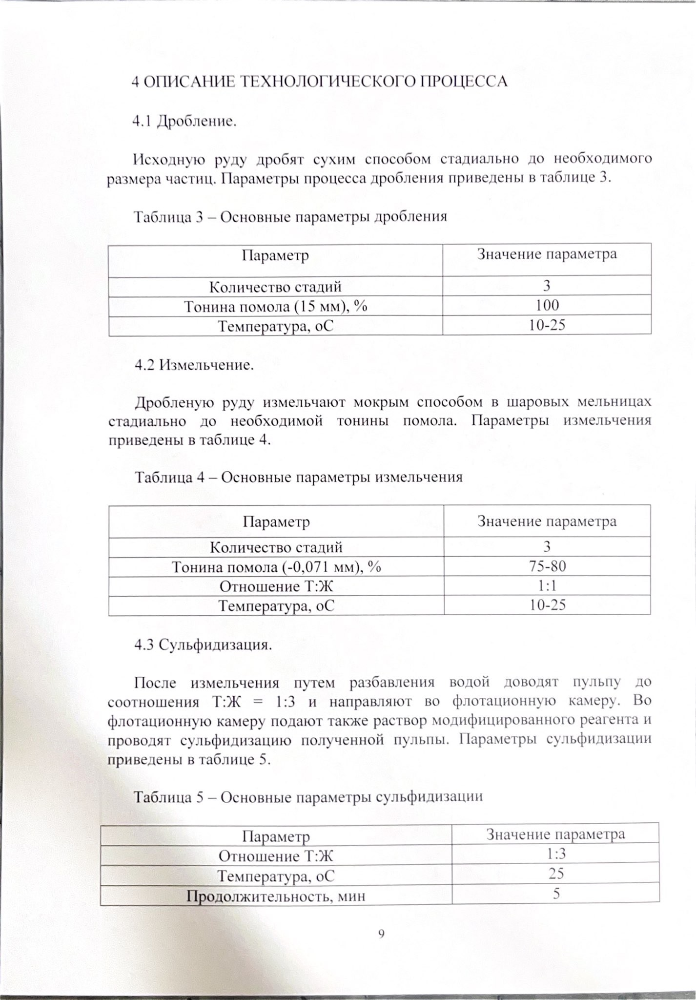 4 ОПИСАНИЕ ТЕХНОЛОГИЧЕСКОГО ПРОЦЕССА
4.1 Дробление.
Исходную руду дробят сухим способом стадиально до необходимого
размера частиц. Параметры процесса дробления приведены в таблице 3.
Таблица 3 – Основные параметры дробления
Параметр Значение параметра
Количество стадий 3
Тонина помола (15 мм), % 100
Температура, оС 10-25
4.2 Измельчение.
Дробленую руду измельчают мокрым способом в шаровых мельницах
стадиально до необходимой тонины помола. Параметры измельчения
приведены в таблице 4.
Таблица 4 – Основные параметры измельчения
Параметр Значение параметра
Количество стадий 3
Тонина помола (-0,071 мм), % 75-80
Отношение Т:Ж 1:1
Температура, оС 10-25
4.3 Сульфидизация.
После измельчения путем разбавления водой доводят пульпу до
соотношения Т:Ж = 1:3 и направляют во флотационную камеру. Во
флотационную камеру подают также раствор модифицированного реагента и
проводят сульфидизацию полученной пульпы. Параметры сульфидизации
приведены в таблице 5.
Таблица 5 – Основные параметры сульфидизации
Параметр Значение параметра
Отношение Т:Ж 1:3
Температура, оС 25
Продолжительность, мин 5
9